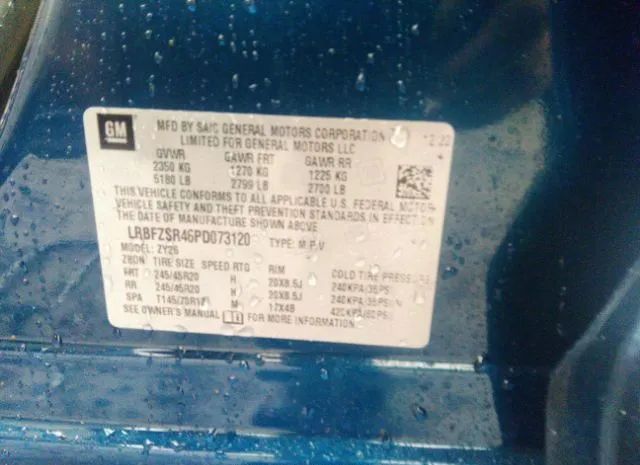 GM
MFD BY SAIC GENERAL MOTORS CORPORATION
LIMITED FOR GENERAL MOTORS LLC
12 22
GVWR GAWR FRT GAWR RR
2350 KG 1270 KG 1225 KG
5180 LB 2799 LB 2700 LB
THIS VEHICLE CONFORMS TO ALL APPLICABLE U.S. FEDERAL MOTOR
VEHICLE SAFETY AND THEFT PREVENTION STANDARDS IN EFFECT ON
THE DATE OF MANUFACTURE SHOWN ABOVE
LRBFZSR46PD073120 TYPE: M P V
MODEL: ZY26
ZBDN TIRE SIZE SPEED RTG RIM COLD TIRE PRESSURE
FRT 245/45R20 H 20X8.5J 240KPA(35PSI)
RR 245/45R20 H 20X8.5J 240KPA(35PSI)
SPA T145/70R17 M 17X4B 420KPA(60PSI)
SEE OWNER'S MANUAL FOR MORE INFORMATION